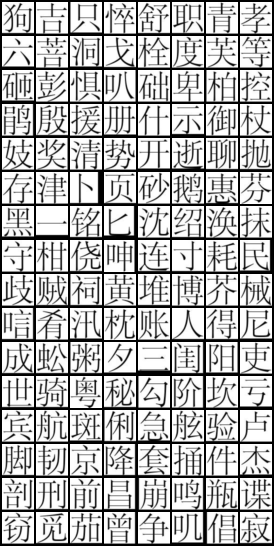 狗古只悴舒职青孝
六菩洞戈栓度芙等
砸彭惧叭础卑柏控
鹃殷援册什示御杖
妓奖清势开逝聊抛
存津卜页砂鹅惠芬
黑一铭匕沈绍涣抹
守柑侥呻连寸耗民
歧贼祠黄堆博芥械
唁肴汛枕账人得尼
成蚣粥夕三闺阳吏
世骑粤秘勾阶坎亏
宾航斑俐急舷验卢
脚韧京降套捅件杰
剖刑前昌崩鸣瓶谍
窃觅茄曾争叽倡寂